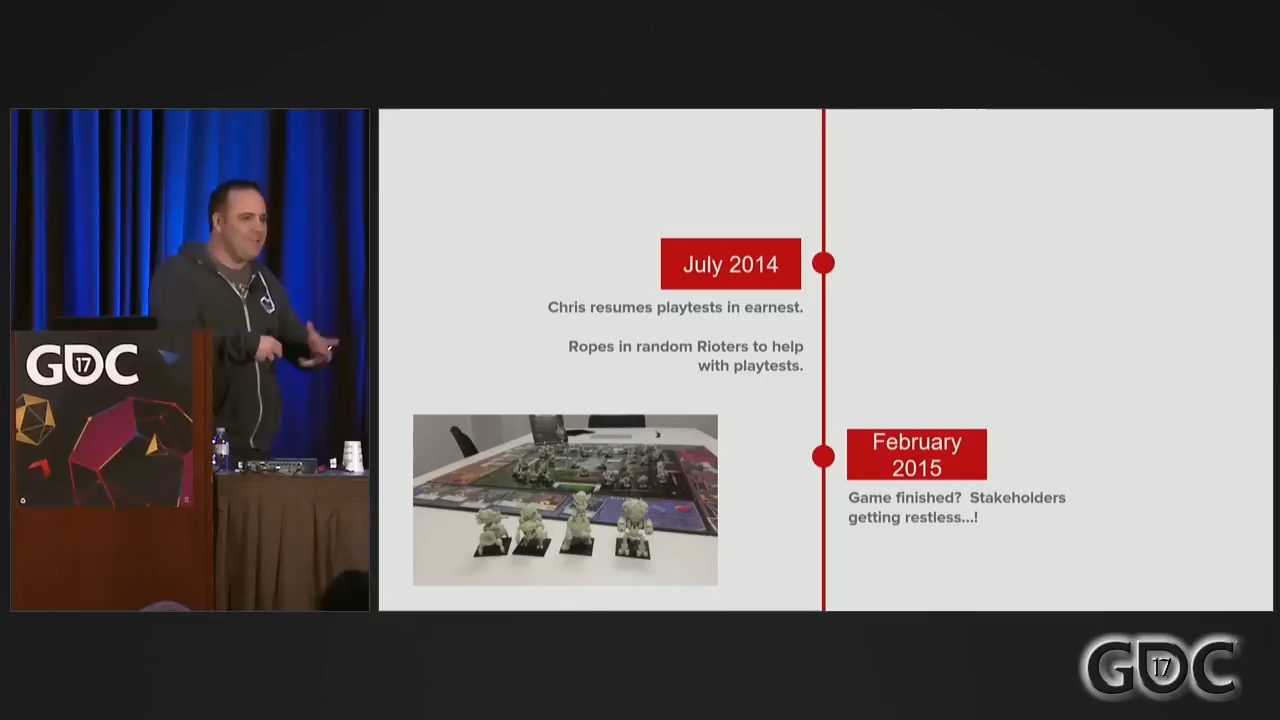 GDC
17
July 2014
Chris resumes playtests in earnest.
Ropes in random Rioters to help
with playtests.
February
2015
Game finished?  Stakeholders
getting restless...!
GDC
17